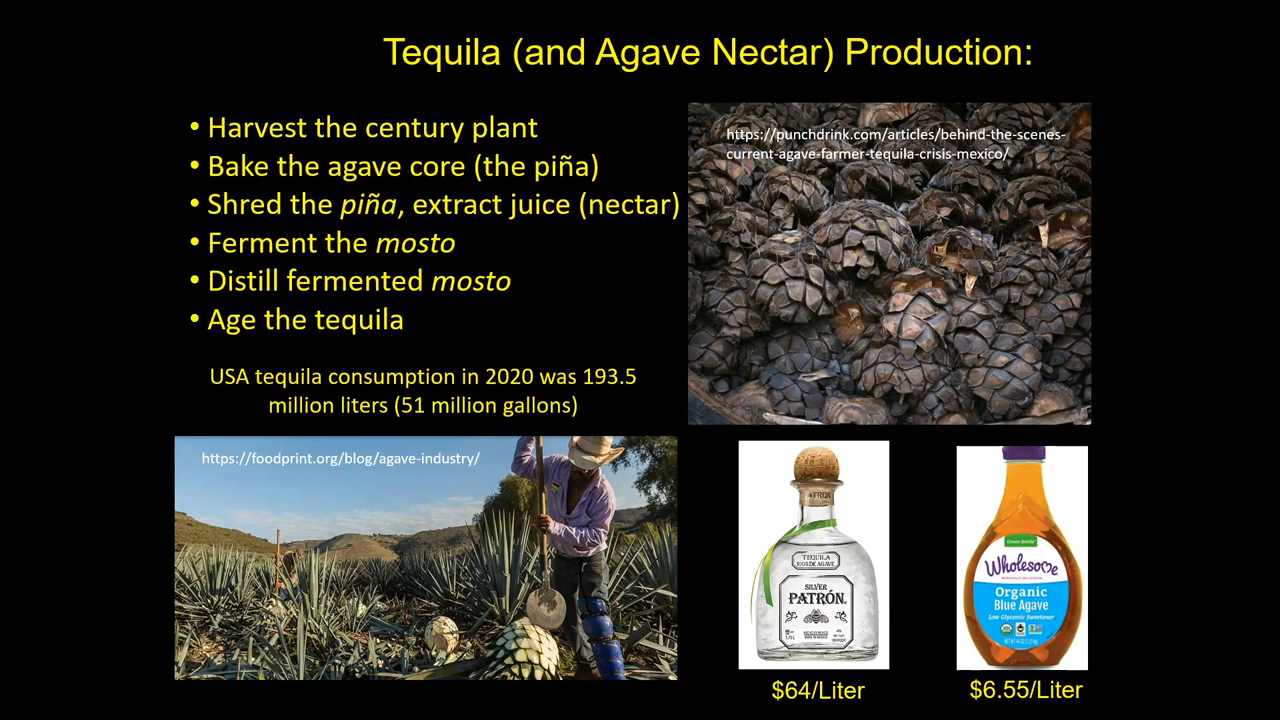 Tequila (and Agave Nectar) Production:
• Harvest the century plant
• Bake the agave core (the piña)
• Shred the piña, extract juice (nectar)
• Ferment the mosto
• Distill fermented mosto
• Age the tequila
USA tequila consumption in 2020 was 193.5
million liters (51 million gallons)
https://punchdrink.com/articles/behind-the-scenes-
current-agave-farmer-tequila-crisis-mexico/
https://foodprint.org/blog/agave-industry/
TEQUILA
100% DE AGAVE
SILVER
PATRÓN.
$64/Liter
Wholesome
Organic
Blue Agave
Low Glycemic Sweetener
$6.55/Liter